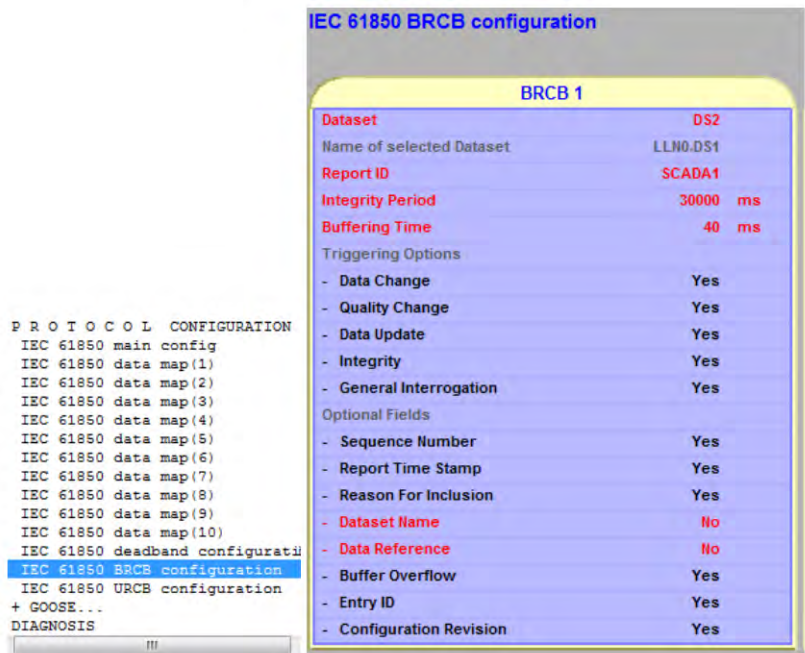 P R O T O C O L CONFIGURATION
IEC 61850 main config
IEC 61850 data map(1)
IEC 61850 data map(2)
IEC 61850 data map(3)
IEC 61850 data map(4)
IEC 61850 data map(5)
IEC 61850 data map(6)
IEC 61850 data map(7)
IEC 61850 data map(8)
IEC 61850 data map(9)
IEC 61850 data map(10)
IEC 61850 deadband configurati
IEC 61850 BRCB configuration
IEC 61850 URCB configuration
+ GOOSE...
DIAGNOSIS
IEC 61850 BRCB configuration
BRCB 1
Dataset DS2
Name of selected Dataset LLN0.DS1
Report ID SCADA1
Integrity Period 30000 ms
Buffering Time 40 ms
Triggering Options
- Data Change Yes
- Quality Change Yes
- Data Update Yes
- Integrity Yes
- General Interrogation Yes
Optional Fields
- Sequence Number Yes
- Report Time Stamp Yes
- Reason For Inclusion Yes
- Dataset Name No
- Data Reference No
- Buffer Overflow Yes
- Entry ID Yes
- Configuration Revision Yes